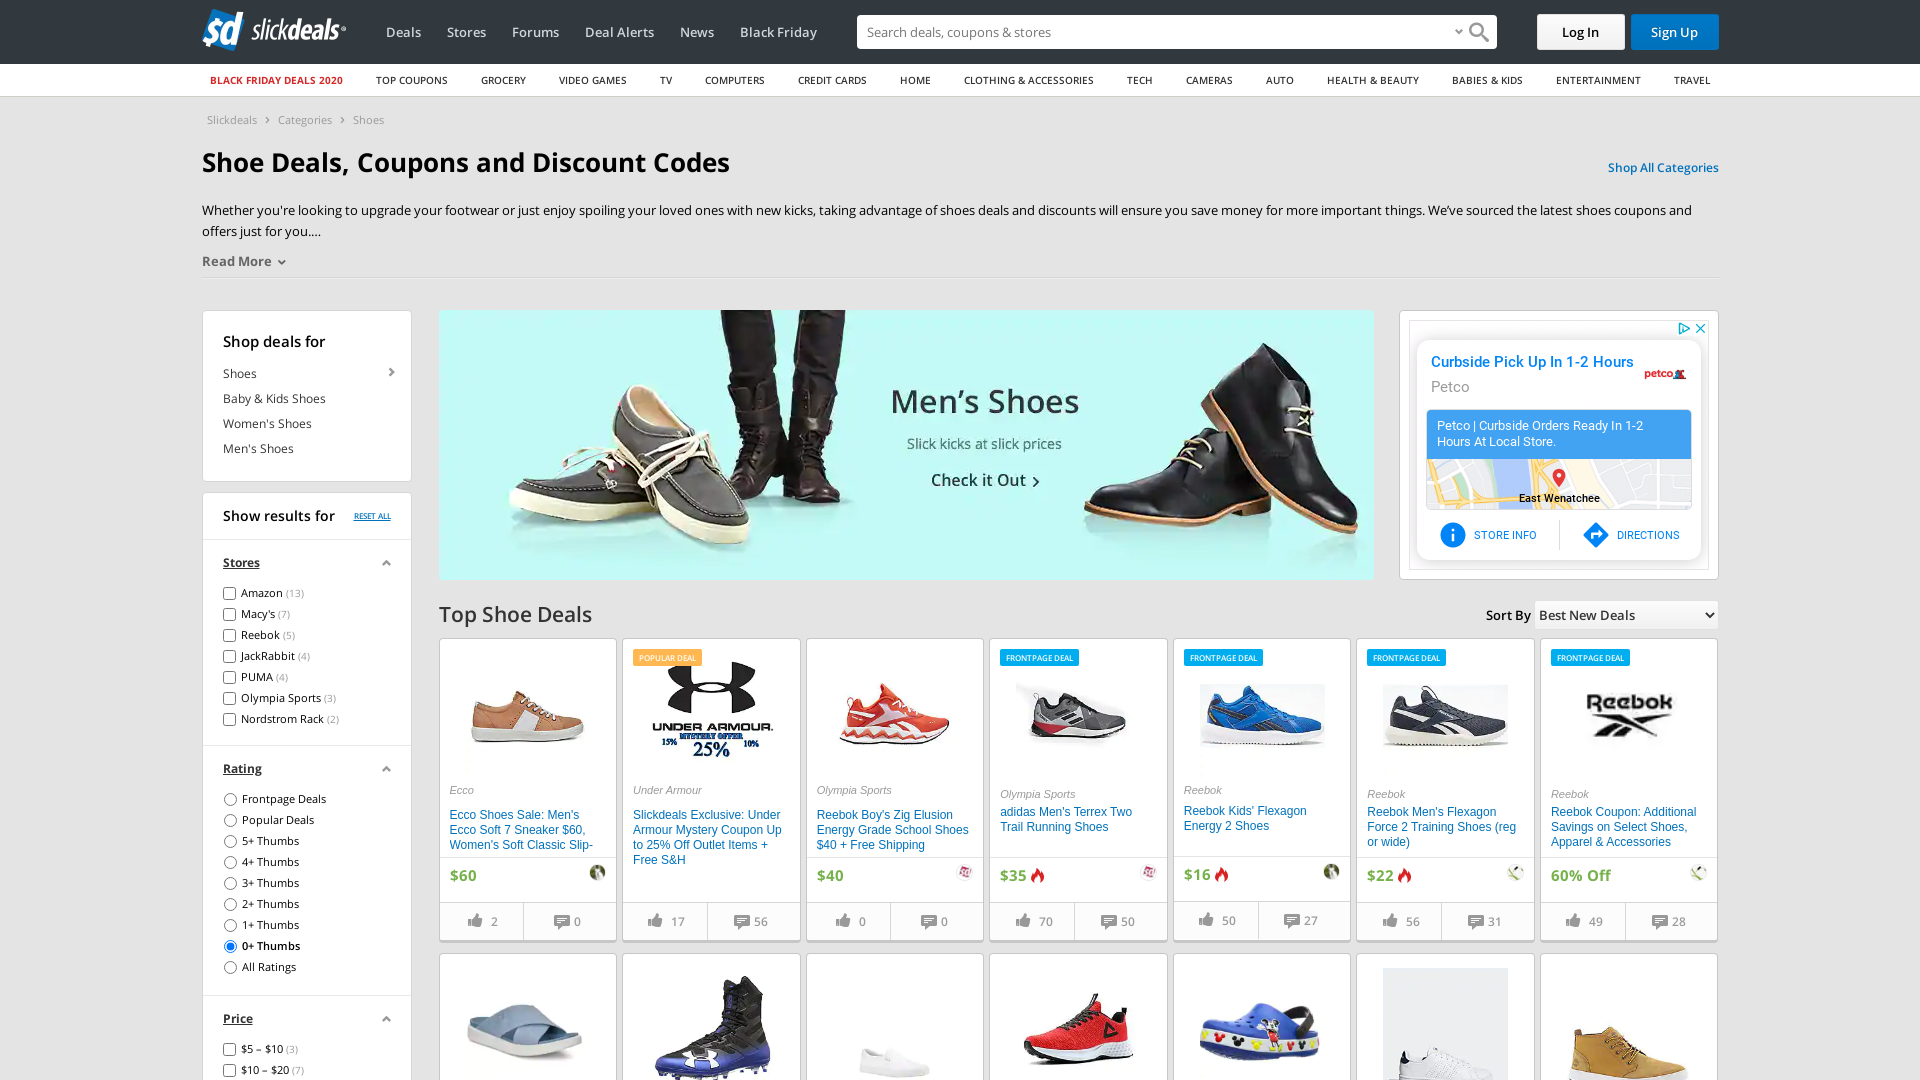 slickdeals
Deals
Stores
Forums
Deal Alerts
News
Black Friday
Search deals, coupons & stores
Log In
Sign Up
BLACK FRIDAY DEALS 2020
TOP COUPONS
GROCERY
VIDEO GAMES
TV
COMPUTERS
CREDIT CARDS
HOME
CLOTHING & ACCESSORIES
TECH
CAMERAS
AUTO
HEALTH & BEAUTY
BABIES & KIDS
ENTERTAINMENT
TRAVEL
Slickdeals > Categories > Shoes
Shoe Deals, Coupons and Discount Codes
Shop All Categories
Whether you're looking to upgrade your footwear or just enjoy spoiling your loved ones with new kicks, taking advantage of shoes deals and discounts will ensure you save money for more important things. We've sourced the latest shoes coupons and
offers just for you....
Read More
Shop deals for
Shoes
Baby & Kids Shoes
Women's Shoes
Men's Shoes
Show results for
RESET ALL
Stores
Amazon (13)
Macy's (7)
Reebok (5)
JackRabbit (4)
PUMA (4)
Olympia Sports (3)
Nordstrom Rack (2)
Rating
Frontpage Deals
Popular Deals
5+ Thumbs
4+ Thumbs
3+ Thumbs
2+ Thumbs
1+ Thumbs
0+ Thumbs
All Ratings
Price
$5 – $10 (3)
$10 – $20 (7)
Men's Shoes
Slick kicks at slick prices
Check it Out >
Curbside Pick Up In 1-2 Hours
Petco
petco
Petco | Curbside Orders Ready In 1-2
Hours At Local Store.
East Wenatchee
STORE INFO
DIRECTIONS
Top Shoe Deals
Sort By
Best New Deals
Ecco
Ecco Shoes Sale: Men's
Ecco Soft 7 Sneaker $60,
Women's Soft Classic Slip-
$60
2
0
POPULAR DEAL
UNDER ARMOUR.
MYSTERY OFFER
15% 25% 10%
Under Armour
Slickdeals Exclusive: Under
Armour Mystery Coupon Up
to 25% Off Outlet Items +
Free S&H
17
56
Olympia Sports
Reebok Boy's Zig Elusion
Energy Grade School Shoes
$40 + Free Shipping
$40
0
0
FRONTPAGE DEAL
Olympia Sports
adidas Men's Terrex Two
Trail Running Shoes
$35
70
50
FRONTPAGE DEAL
Reebok
Reebok Kids' Flexagon
Energy 2 Shoes
$16
50
27
FRONTPAGE DEAL
Reebok
Reebok Men's Flexagon
Force 2 Training Shoes (reg
or wide)
$22
56
31
FRONTPAGE DEAL
Reebok
Reebok
Reebok Coupon: Additional
Savings on Select Shoes,
Apparel & Accessories
60% Off
49
28